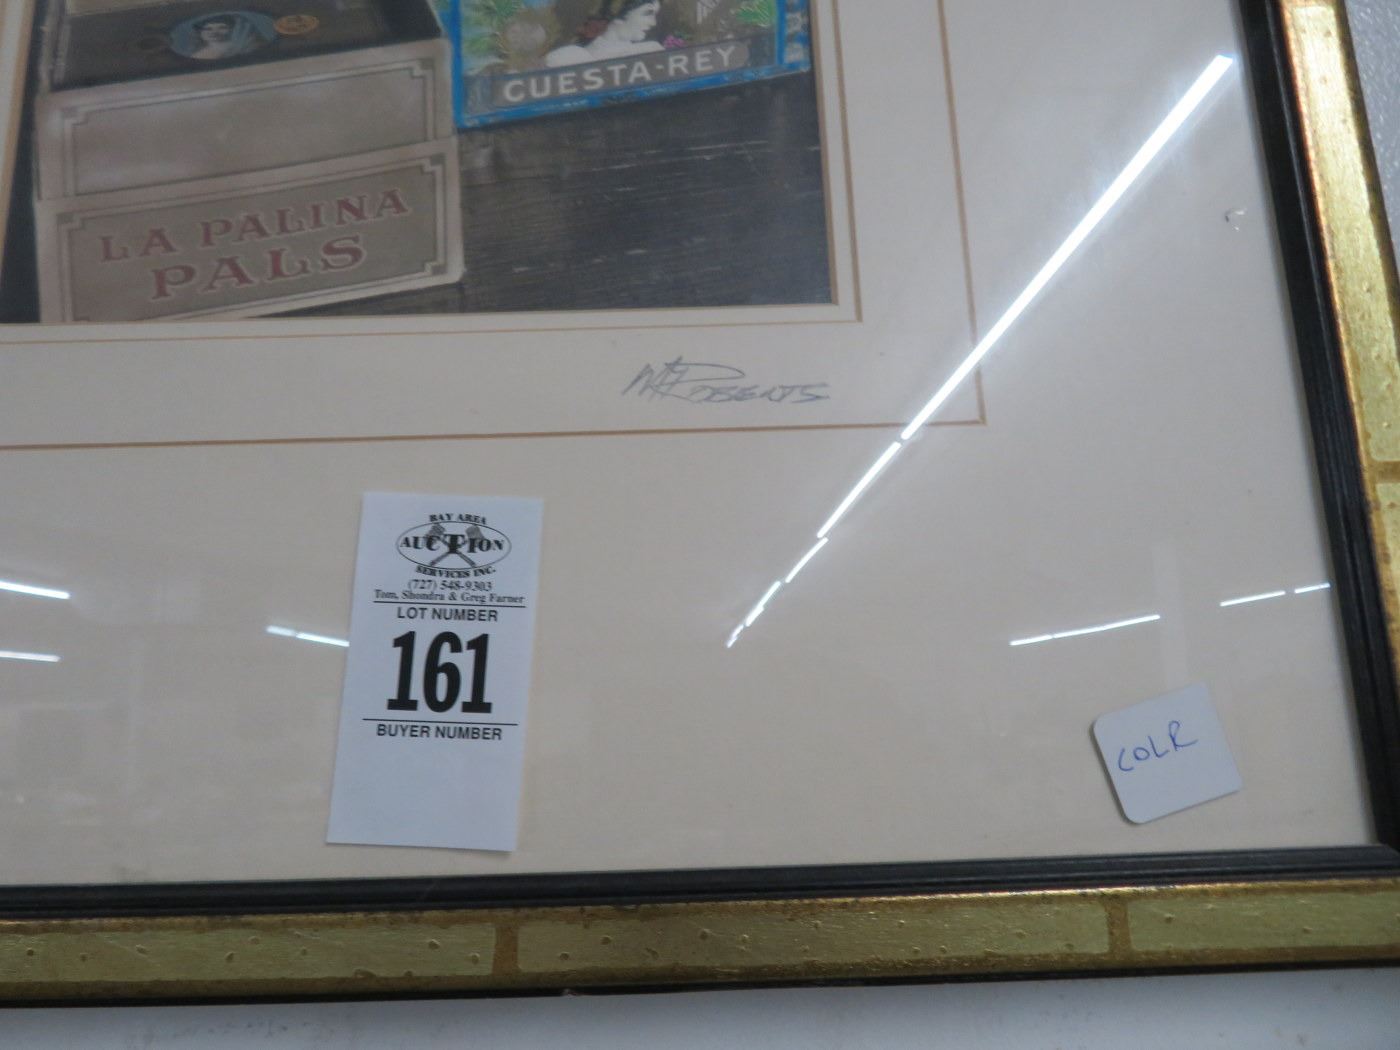 CUESTA-REY
LA PALINA
PALS
Roberts
BAY AREA
AUCTION
SERVICES INC.
(727) 548-9303
Tom, Shondra & Greg Farner
LOT NUMBER
161
BUYER NUMBER
COLR